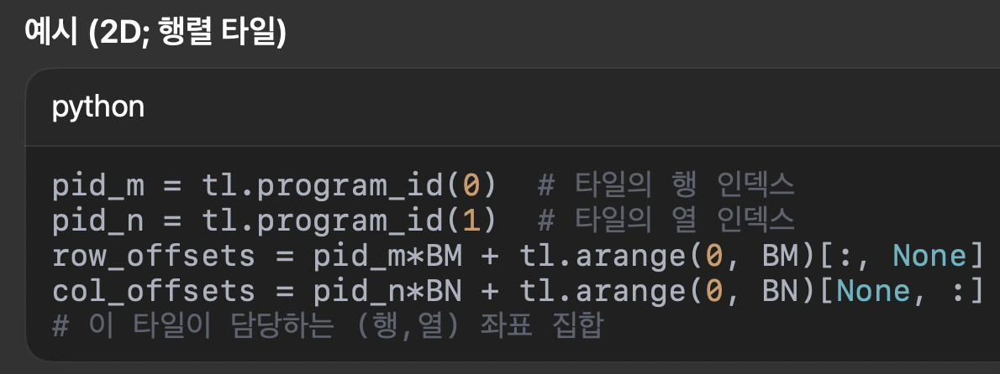 예시 (2D; 행렬 타일)
python
pid_m = tl.program_id(0)  # 타일의 행 인덱스
pid_n = tl.program_id(1)  # 타일의 열 인덱스
row_offsets = pid_m*BM + tl.arange(0, BM)[:, None]
col_offsets = pid_n*BN + tl.arange(0, BN)[None, :]
# 이 타일이 담당하는 (행,열) 좌표 집합